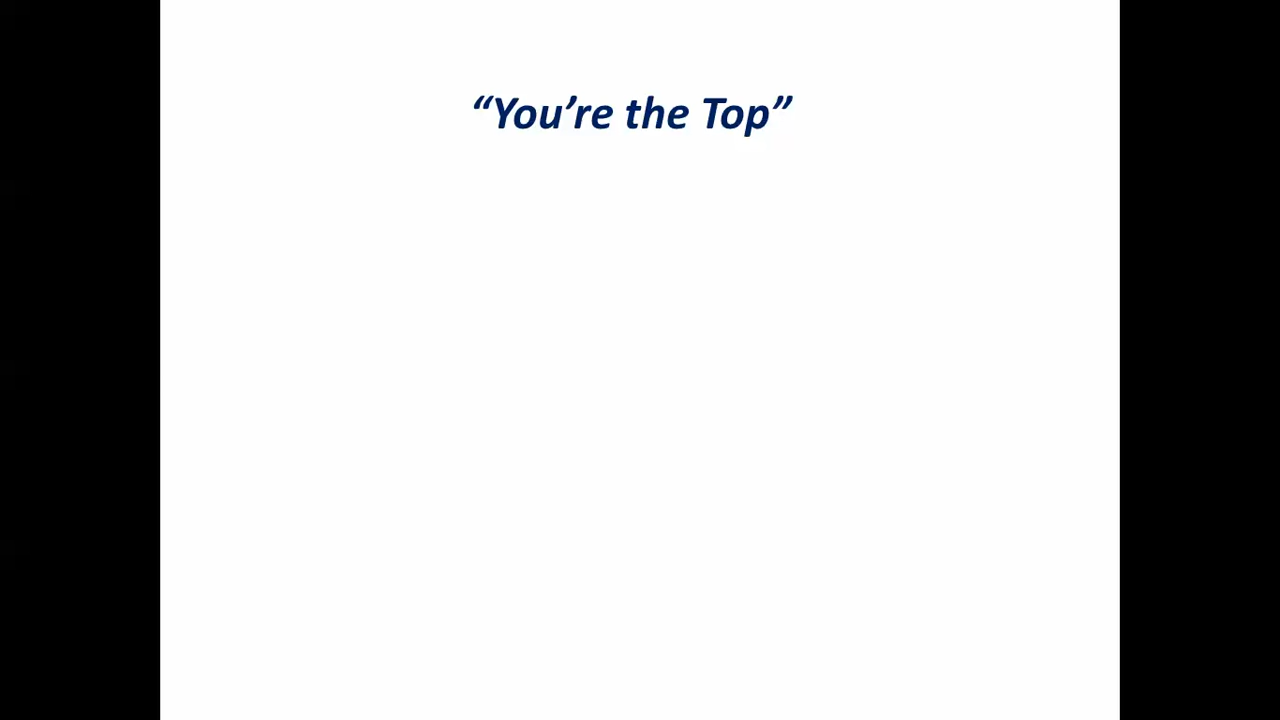 “You’re the Top”